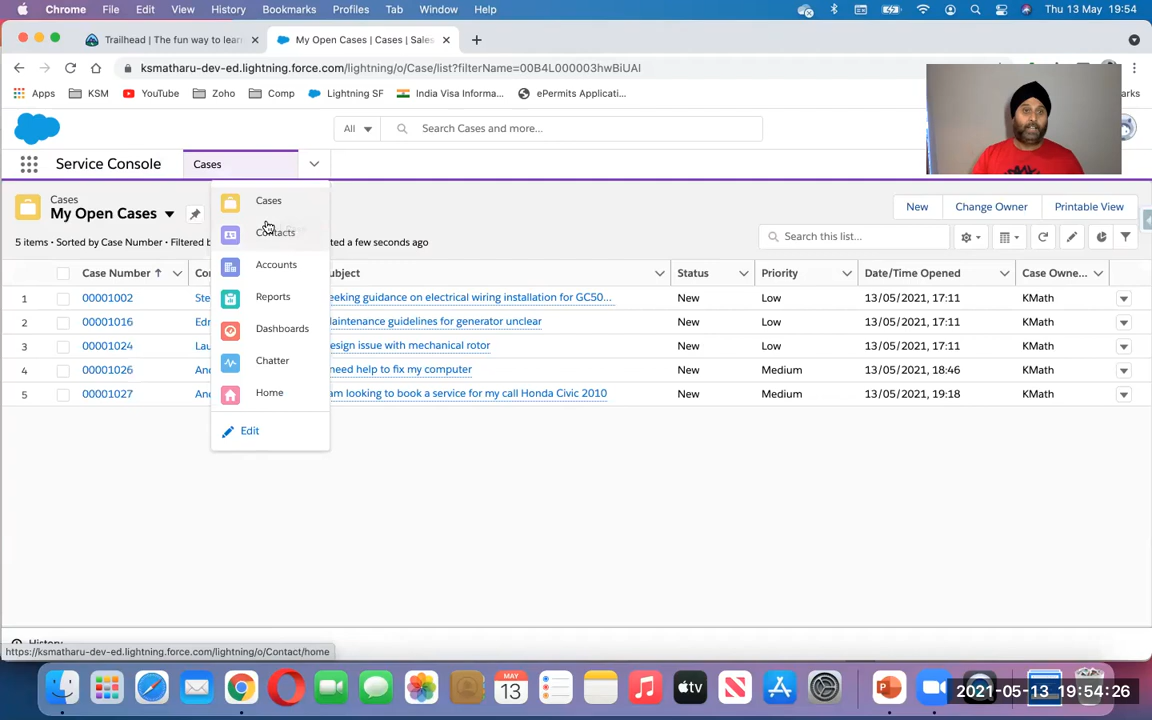 Chrome File Edit View History Bookmarks Profiles Tab Window Help Thu 13 May 19:54
Trailhead | The fun way to lear My Open Cases | Cases | Sales
ksmatharu-dev-ed.lightning.force.com/lightning/o/Case/list?filterName=00B4L000003hwBiUAI
Apps KSM YouTube Zoho Comp Lightning SF India Visa Informa... ePermits Applicati...
All Search Cases and more...
Service Console Cases
Cases
My Open Cases
New Change Owner Printable View
5 items • Sorted by Case Number • Filtered b ted a few seconds ago
Search this list...
Cases
Contacts
Accounts
Reports
Dashboards
Chatter
Home
Edit
Case Number Co ubject Status Priority Date/Time Opened Case Owne...
1 00001002 Ste eeking guidance on electrical wiring installation for GC50... New Low 13/05/2021, 17:11 KMath
2 00001016 Ed laintenance guidelines for generator unclear New Low 13/05/2021, 17:11 KMath
3 00001024 Lau esign issue with mechanical rotor New Low 13/05/2021, 17:11 KMath
4 00001026 And need help to fix my computer New Medium 13/05/2021, 18:46 KMath
5 00001027 And am looking to book a service for my call Honda Civic 2010 New Medium 13/05/2021, 19:18 KMath
History
https://ksmatharu-dev-ed.lightning.force.com/lightning/o/Contact/home
MAY
13
tv
2021-05-13 19:54:26